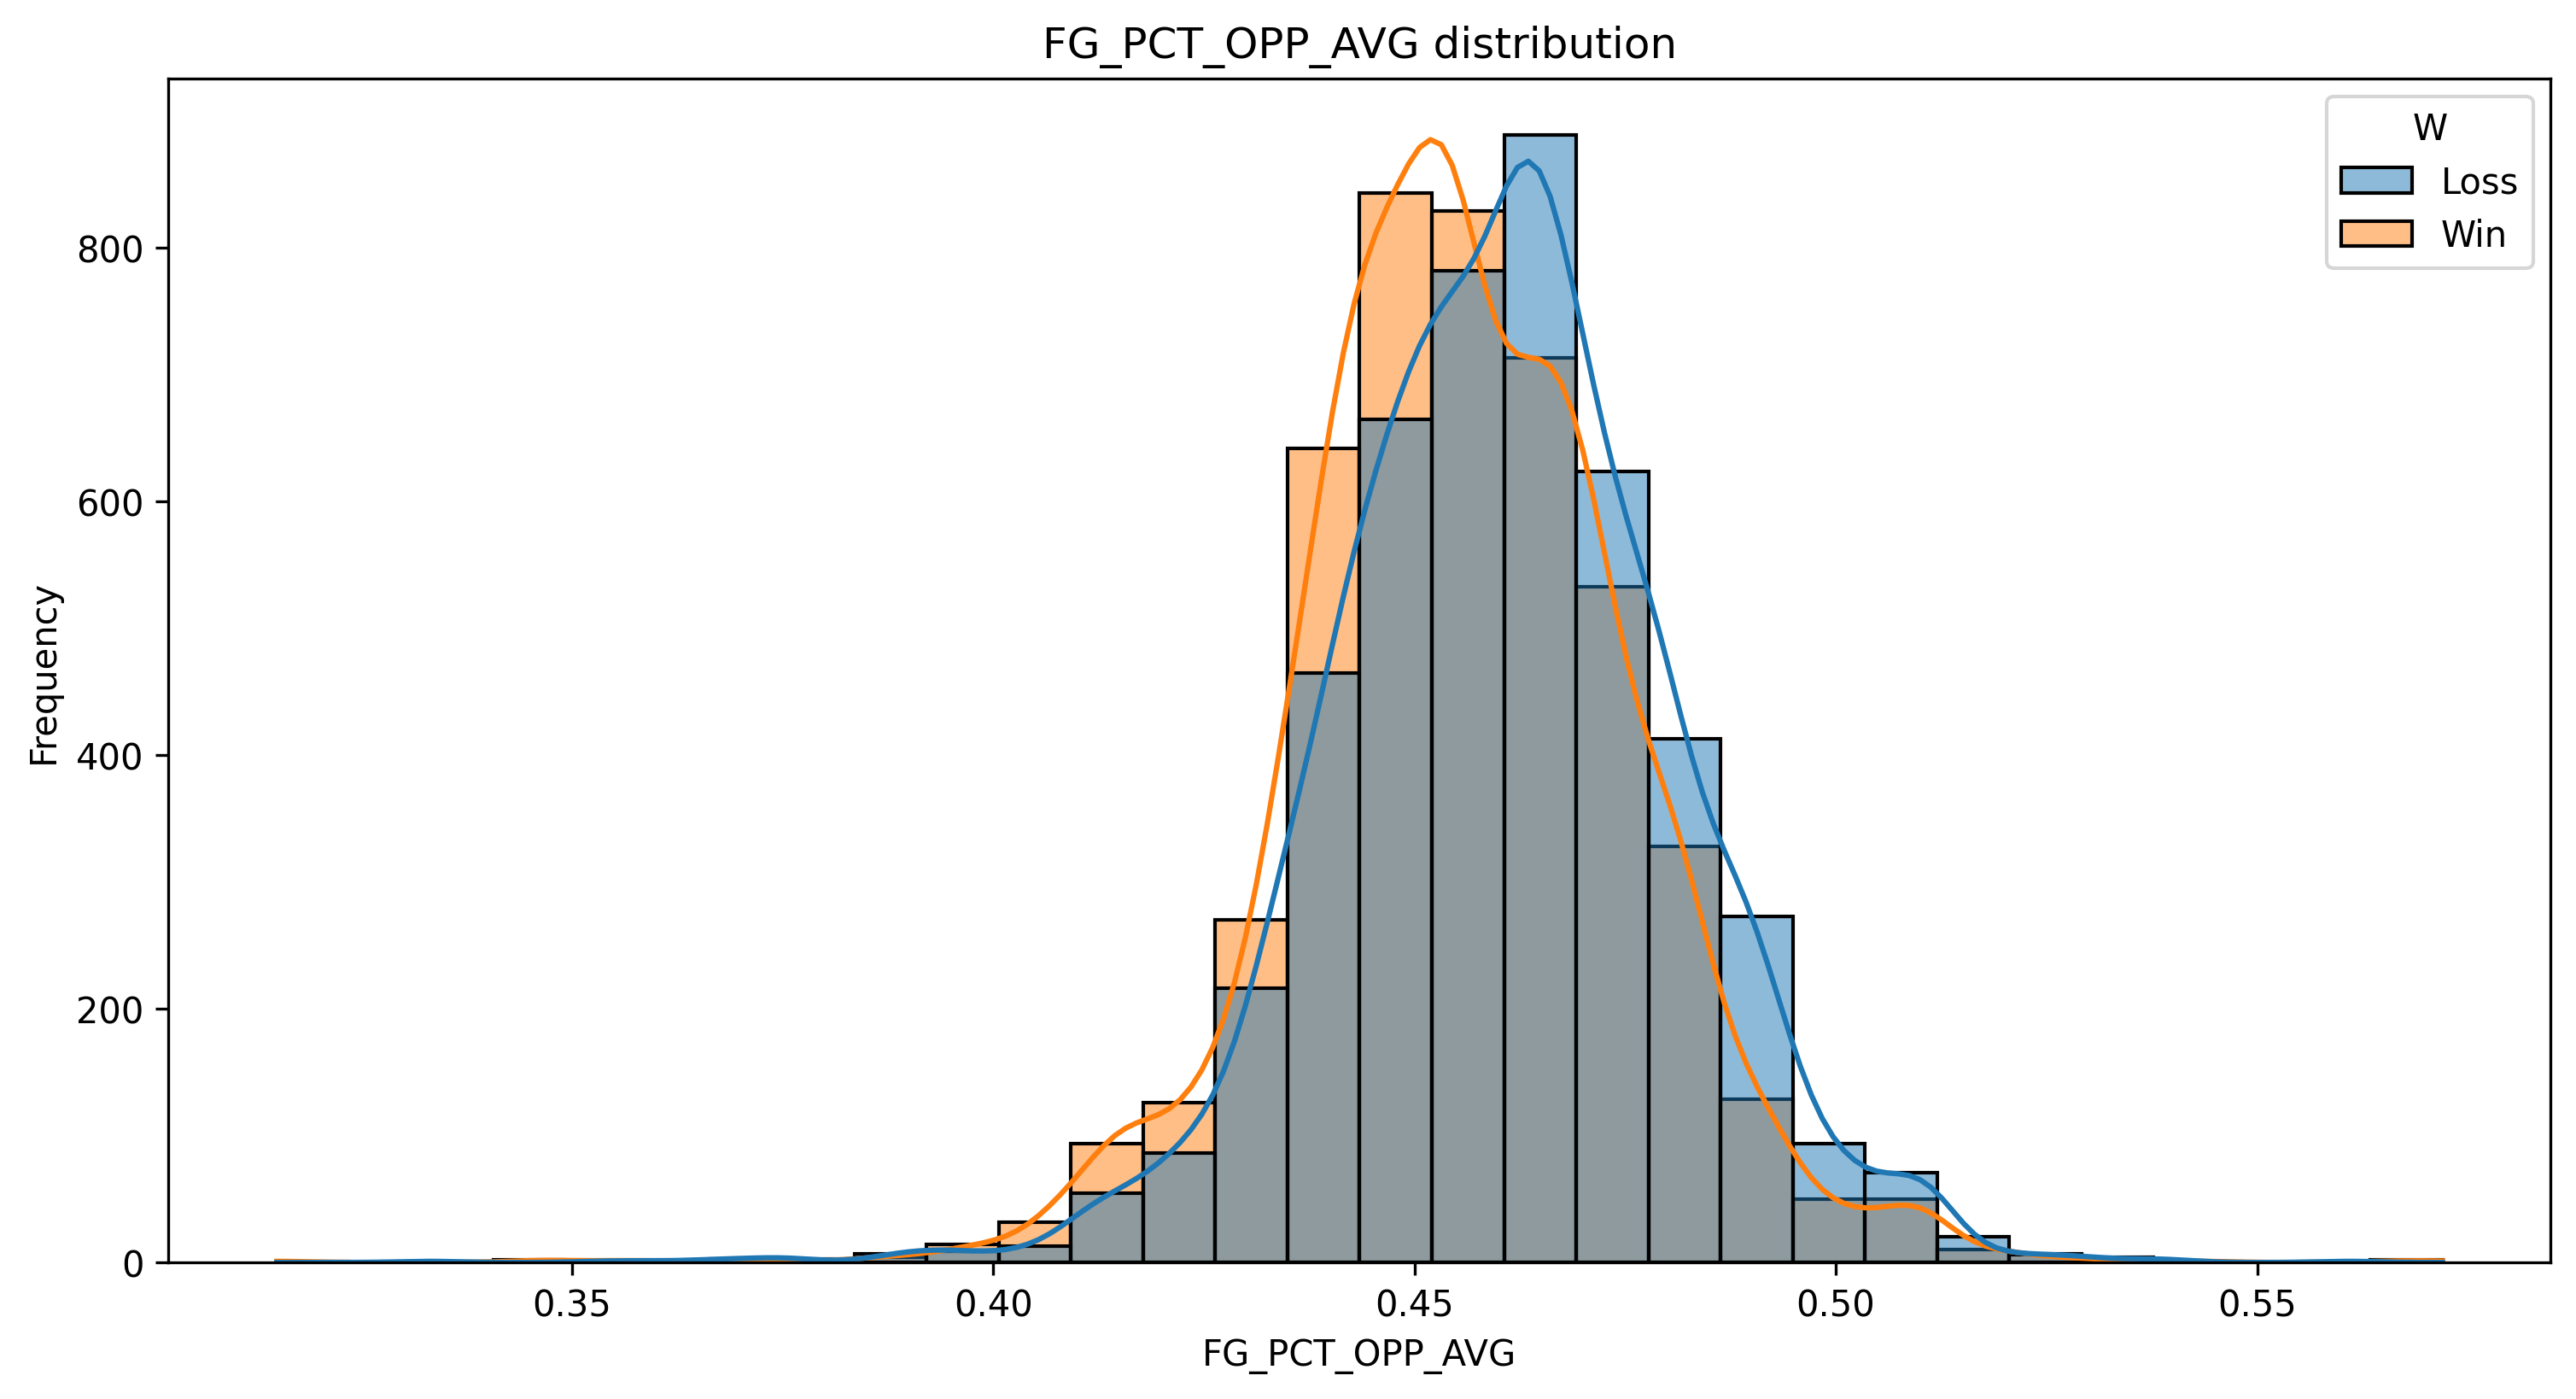 FG_PCT_OPP_AVG distribution
W
Loss
Win
Frequency
800
600
400
200
0
0.35 0.40 0.45 0.50 0.55
FG_PCT_OPP_AVG